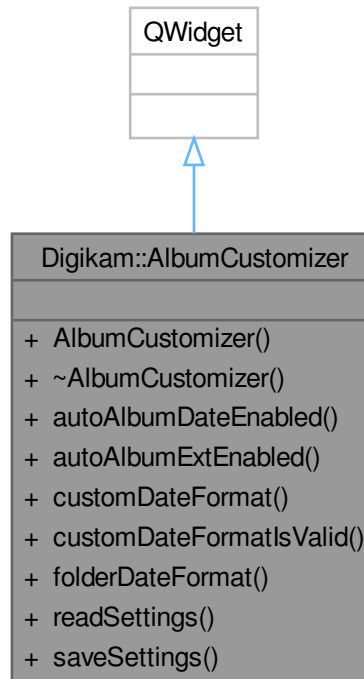 QWidget
Digikam::AlbumCustomizer
+ AlbumCustomizer()
+ ~AlbumCustomizer()
+ autoAlbumDateEnabled()
+ autoAlbumExtEnabled()
+ customDateFormat()
+ customDateFormatIsValid()
+ folderDateFormat()
+ readSettings()
+ saveSettings()